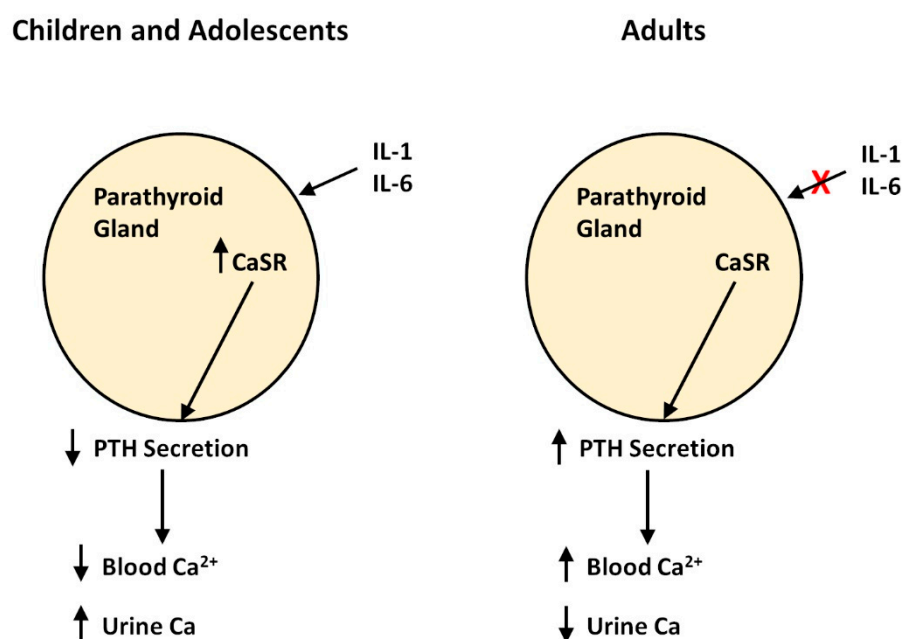 Children and Adolescents
Adults
IL-1
IL-6
Parathyroid
Gland
↑ CaSR
↓ PTH Secretion
↓ Blood Ca²⁺
↑ Urine Ca
IL-1
X
IL-6
Parathyroid
Gland
CaSR
↑ PTH Secretion
↑ Blood Ca²⁺
↓ Urine Ca